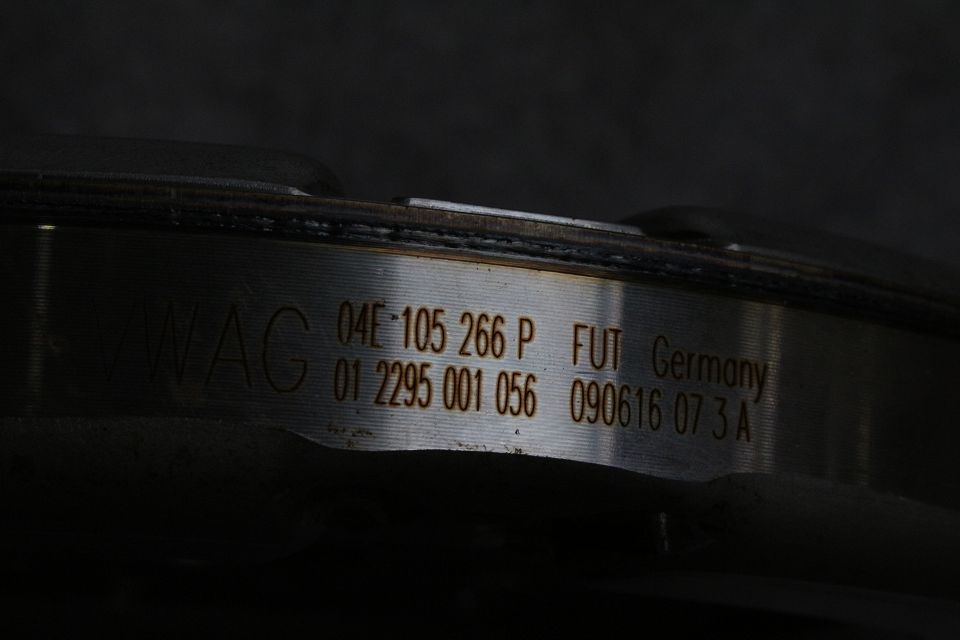 VWAG 04E 105 266 P FUT Germany
01 2295 001 056 090616 07 3 A